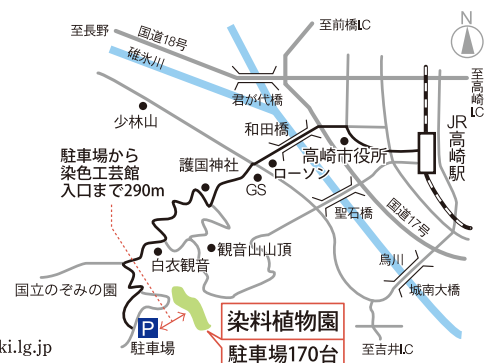 至長野
国道18号
碓氷川
至前橋I.C
N
至高崎I.C
君が代橋
少林山
和田橋
高崎市役所
JR高崎駅
駐車場から
染色工芸館
入口まで290m
護国神社
ローソン
GS
聖石橋
国道17号
白衣観音
観音山山頂
烏川
国立のぞみの園
城南大橋
P
駐車場
染料植物園
駐車場170台
至吉井I.C
ki.lg.jp